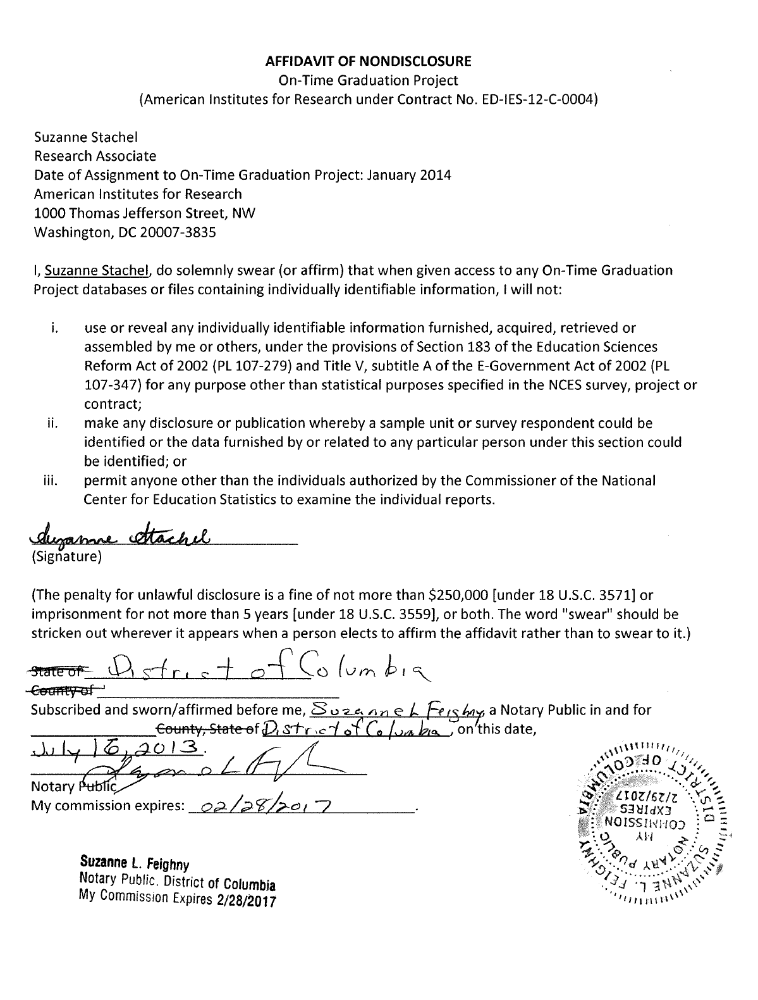 AFFIDAVIT OF NONDISCLOSURE
On-Time Graduation Project
(American Institutes for Research under Contract No. ED-IES-12-C-0004)
Suzanne Stachel
Research Associate
Date of Assignment to On-Time Graduation Project: January 2014
American Institutes for Research
1000 Thomas Jefferson Street, NW
Washington, DC 20007-3835
I, Suzanne Stachel, do solemnly swear (or affirm) that when given access to any On-Time Graduation
Project databases or files containing individually identifiable information, I will not:
i. use or reveal any individually identifiable information furnished, acquired, retrieved or
assembled by me or others, under the provisions of Section 183 of the Education Sciences
Reform Act of 2002 (PL 107-279) and Title V, subtitle A of the E-Government Act of 2002 (PL
107-347) for any purpose other than statistical purposes specified in the NCES survey, project or
contract;
ii. make any disclosure or publication whereby a sample unit or survey respondent could be
identified or the data furnished by or related to any particular person under this section could
be identified; or
iii. permit anyone other than the individuals authorized by the Commissioner of the National
Center for Education Statistics to examine the individual reports.
Suzanne Stachel
(Signature)
(The penalty for unlawful disclosure is a fine of not more than $250,000 [under 18 U.S.C. 3571] or
imprisonment for not more than 5 years [under 18 U.S.C. 3559], or both. The word "swear" should be
stricken out wherever it appears when a person elects to affirm the affidavit rather than to swear to it.)
State of District of Columbia
County of
Subscribed and sworn/affirmed before me, Suzanne L Feighny, a Notary Public in and for
County, State of District of Columbia, on this date,
July 16, 2013.
Notary Public
My commission expires: 02/28/2017.
Suzanne L. Feighny
Notary Public, District of Columbia
My Commission Expires 2/28/2017
SUZANNE L. FEIGHNY
DISTRICT OF COLUMBIA
NOTARY PUBLIC
MY
COMMISSION
EXPIRES
2/29/2017